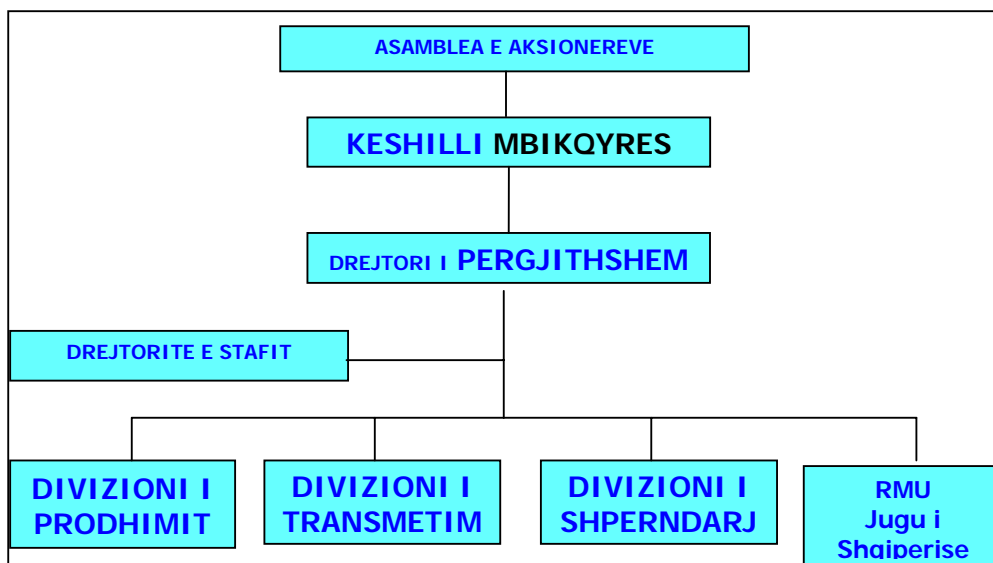 ASAMBLEA E AKSIONEREVE
KESHILLI MBIKQYRES
DREJTORI I PERGJITHSHEM
DREJTORITE E STAFIT
DIVIZIONI I
PRODHIMIT
DIVIZIONI I
TRANSMETIM
DIVIZIONI I
SHPERNDARJ
RMU
Jugu i
Shqiperise